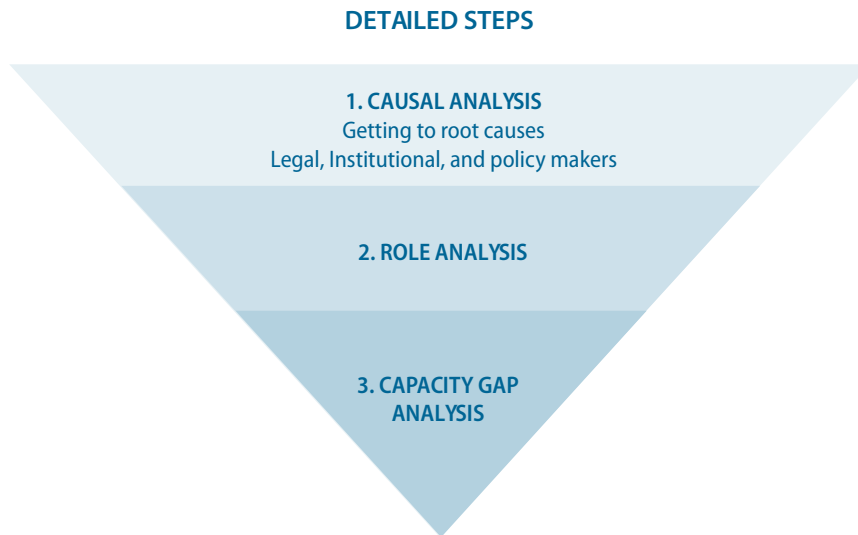 DETAILED STEPS
1. CAUSAL ANALYSIS
Getting to root causes
Legal, Institutional, and policy makers
2. ROLE ANALYSIS
3. CAPACITY GAP
ANALYSIS